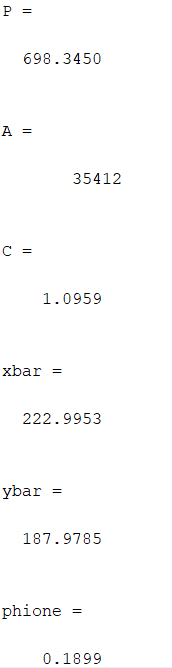 P =
698.3450
A =
35412
C =
1.0959
xbar =
222.9953
ybar =
187.9785
phione =
0.1899